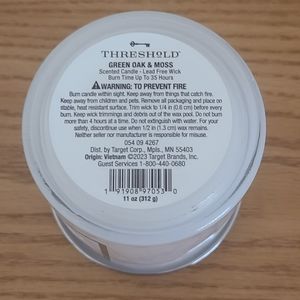 THRESHOLD
GREEN OAK & MOSS
Scented Candle - Lead Free Wick
Burn Time Up To 35 Hours
WARNING: TO PREVENT FIRE
Burn candle within sight. Keep away from things that catch fire.
Keep away from children and pets. Remove all packaging and place on
stable, heat resistant surface. Trim wick to 1/4 in (0.6 cm) before every
burn. Keep wick trimmings and debris out of the wax pool. Do not burn
more than 4 hours at a time. Do not extinguish with water. For your
safety, discontinue use when 1/2 in (1.3 cm) wax remains.
Neither seller nor manufacturer is responsible for misuse.
054 09 4267
Dist. by Target Corp., Mpls., MN 55403
Origin: Vietnam ©2023 Target Brands, Inc.
Guest Services 1-800-440-0680
1 91908 97053 0
11 oz (312 g)